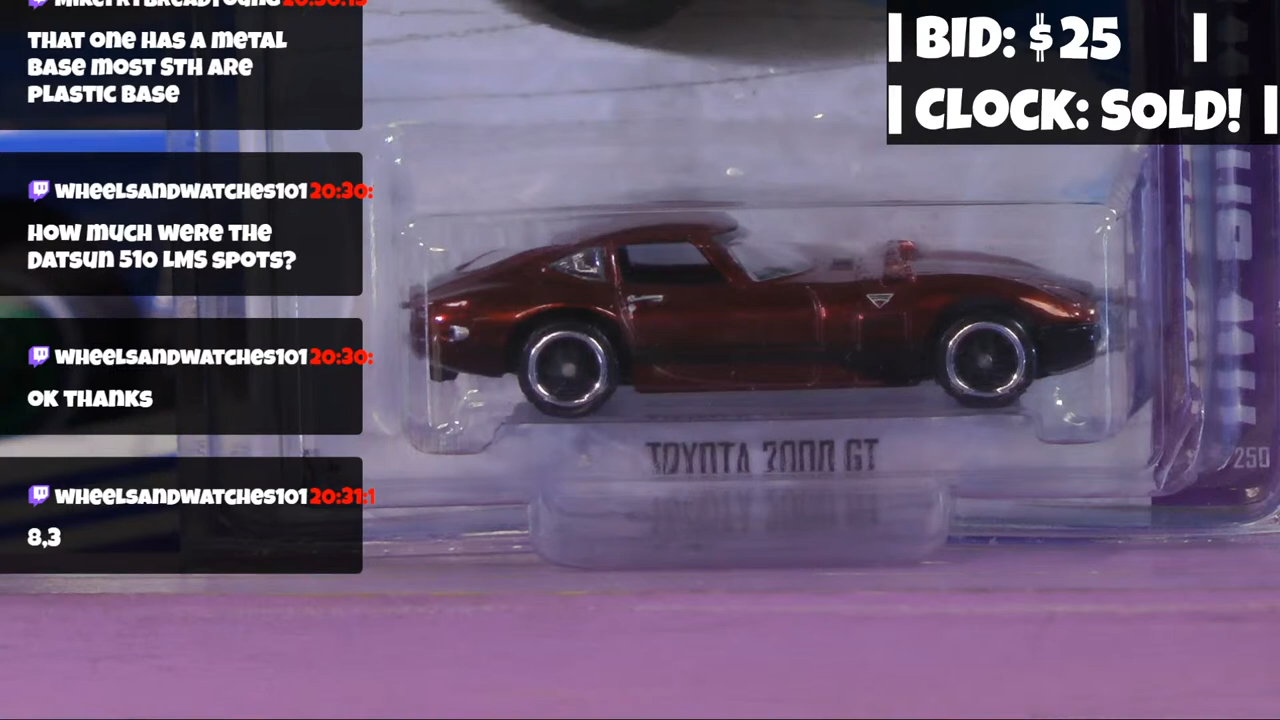 THAT ONE HAS A METAL
BASE MOST STH ARE
PLASTIC BASE
WHEELSANDWATCHES101 20:30:
HOW MUCH WERE THE
DATSUN 510 LMS SPOTS?
WHEELSANDWATCHES101 20:30:
OK THANKS
WHEELSANDWATCHES101 20:31:1
8,3
| BID: $25 |
| CLOCK: SOLD! |
TOYOTA 2000 GT
/250